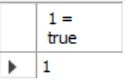 1 =
true
1